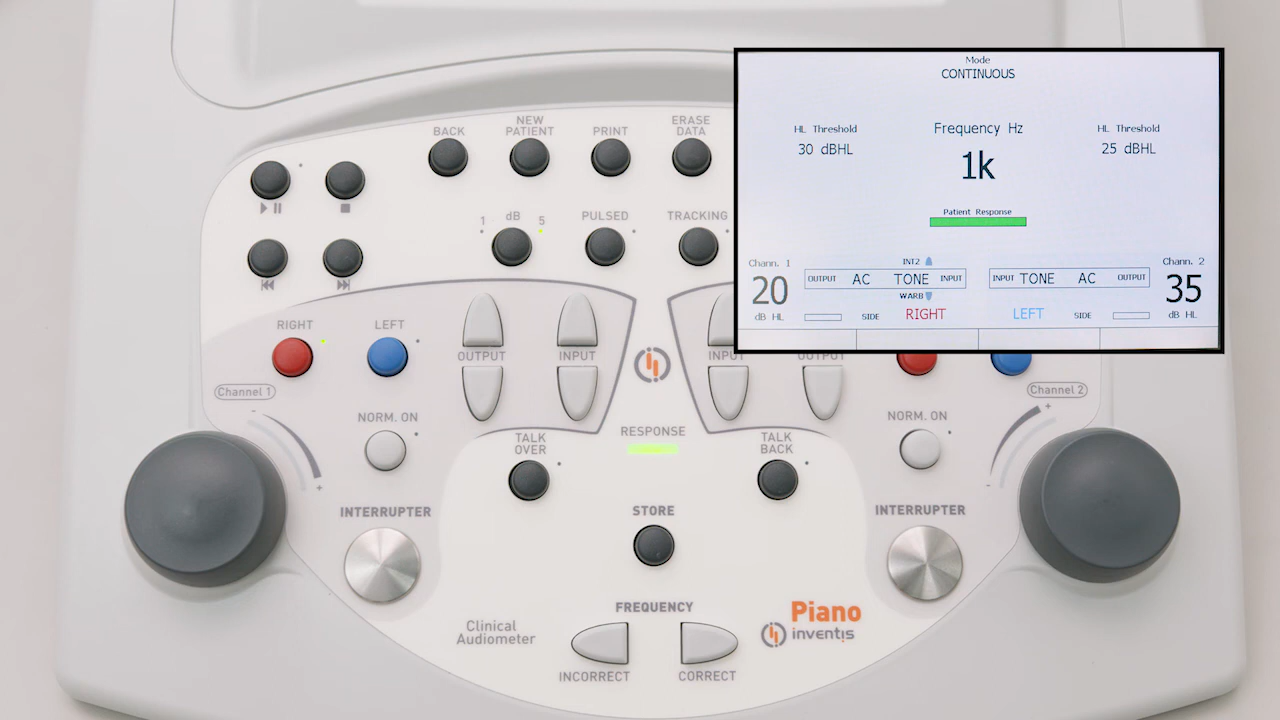 BACK
NEW
PATIENT
PRINT
ERASE
DATA
1 dB 5
PULSED
TRACKING
RIGHT
LEFT
OUTPUT
INPUT
INPUT
OUTPUT
Channel 1
Channel 2
NORM. ON
NORM. ON
RESPONSE
TALK
OVER
TALK
BACK
INTERRUPTER
INTERRUPTER
STORE
FREQUENCY
INCORRECT
CORRECT
Clinical
Audiometer
Piano
inventis
Mode
CONTINUOUS
HL Threshold
30 dBHL
Frequency Hz
1k
HL Threshold
25 dBHL
Patient Response
Chann. 1
20
dB HL
INT2
OUTPUT AC TONE INPUT
WARB
SIDE RIGHT
INPUT TONE AC OUTPUT
LEFT SIDE
Chann. 2
35
dB HL